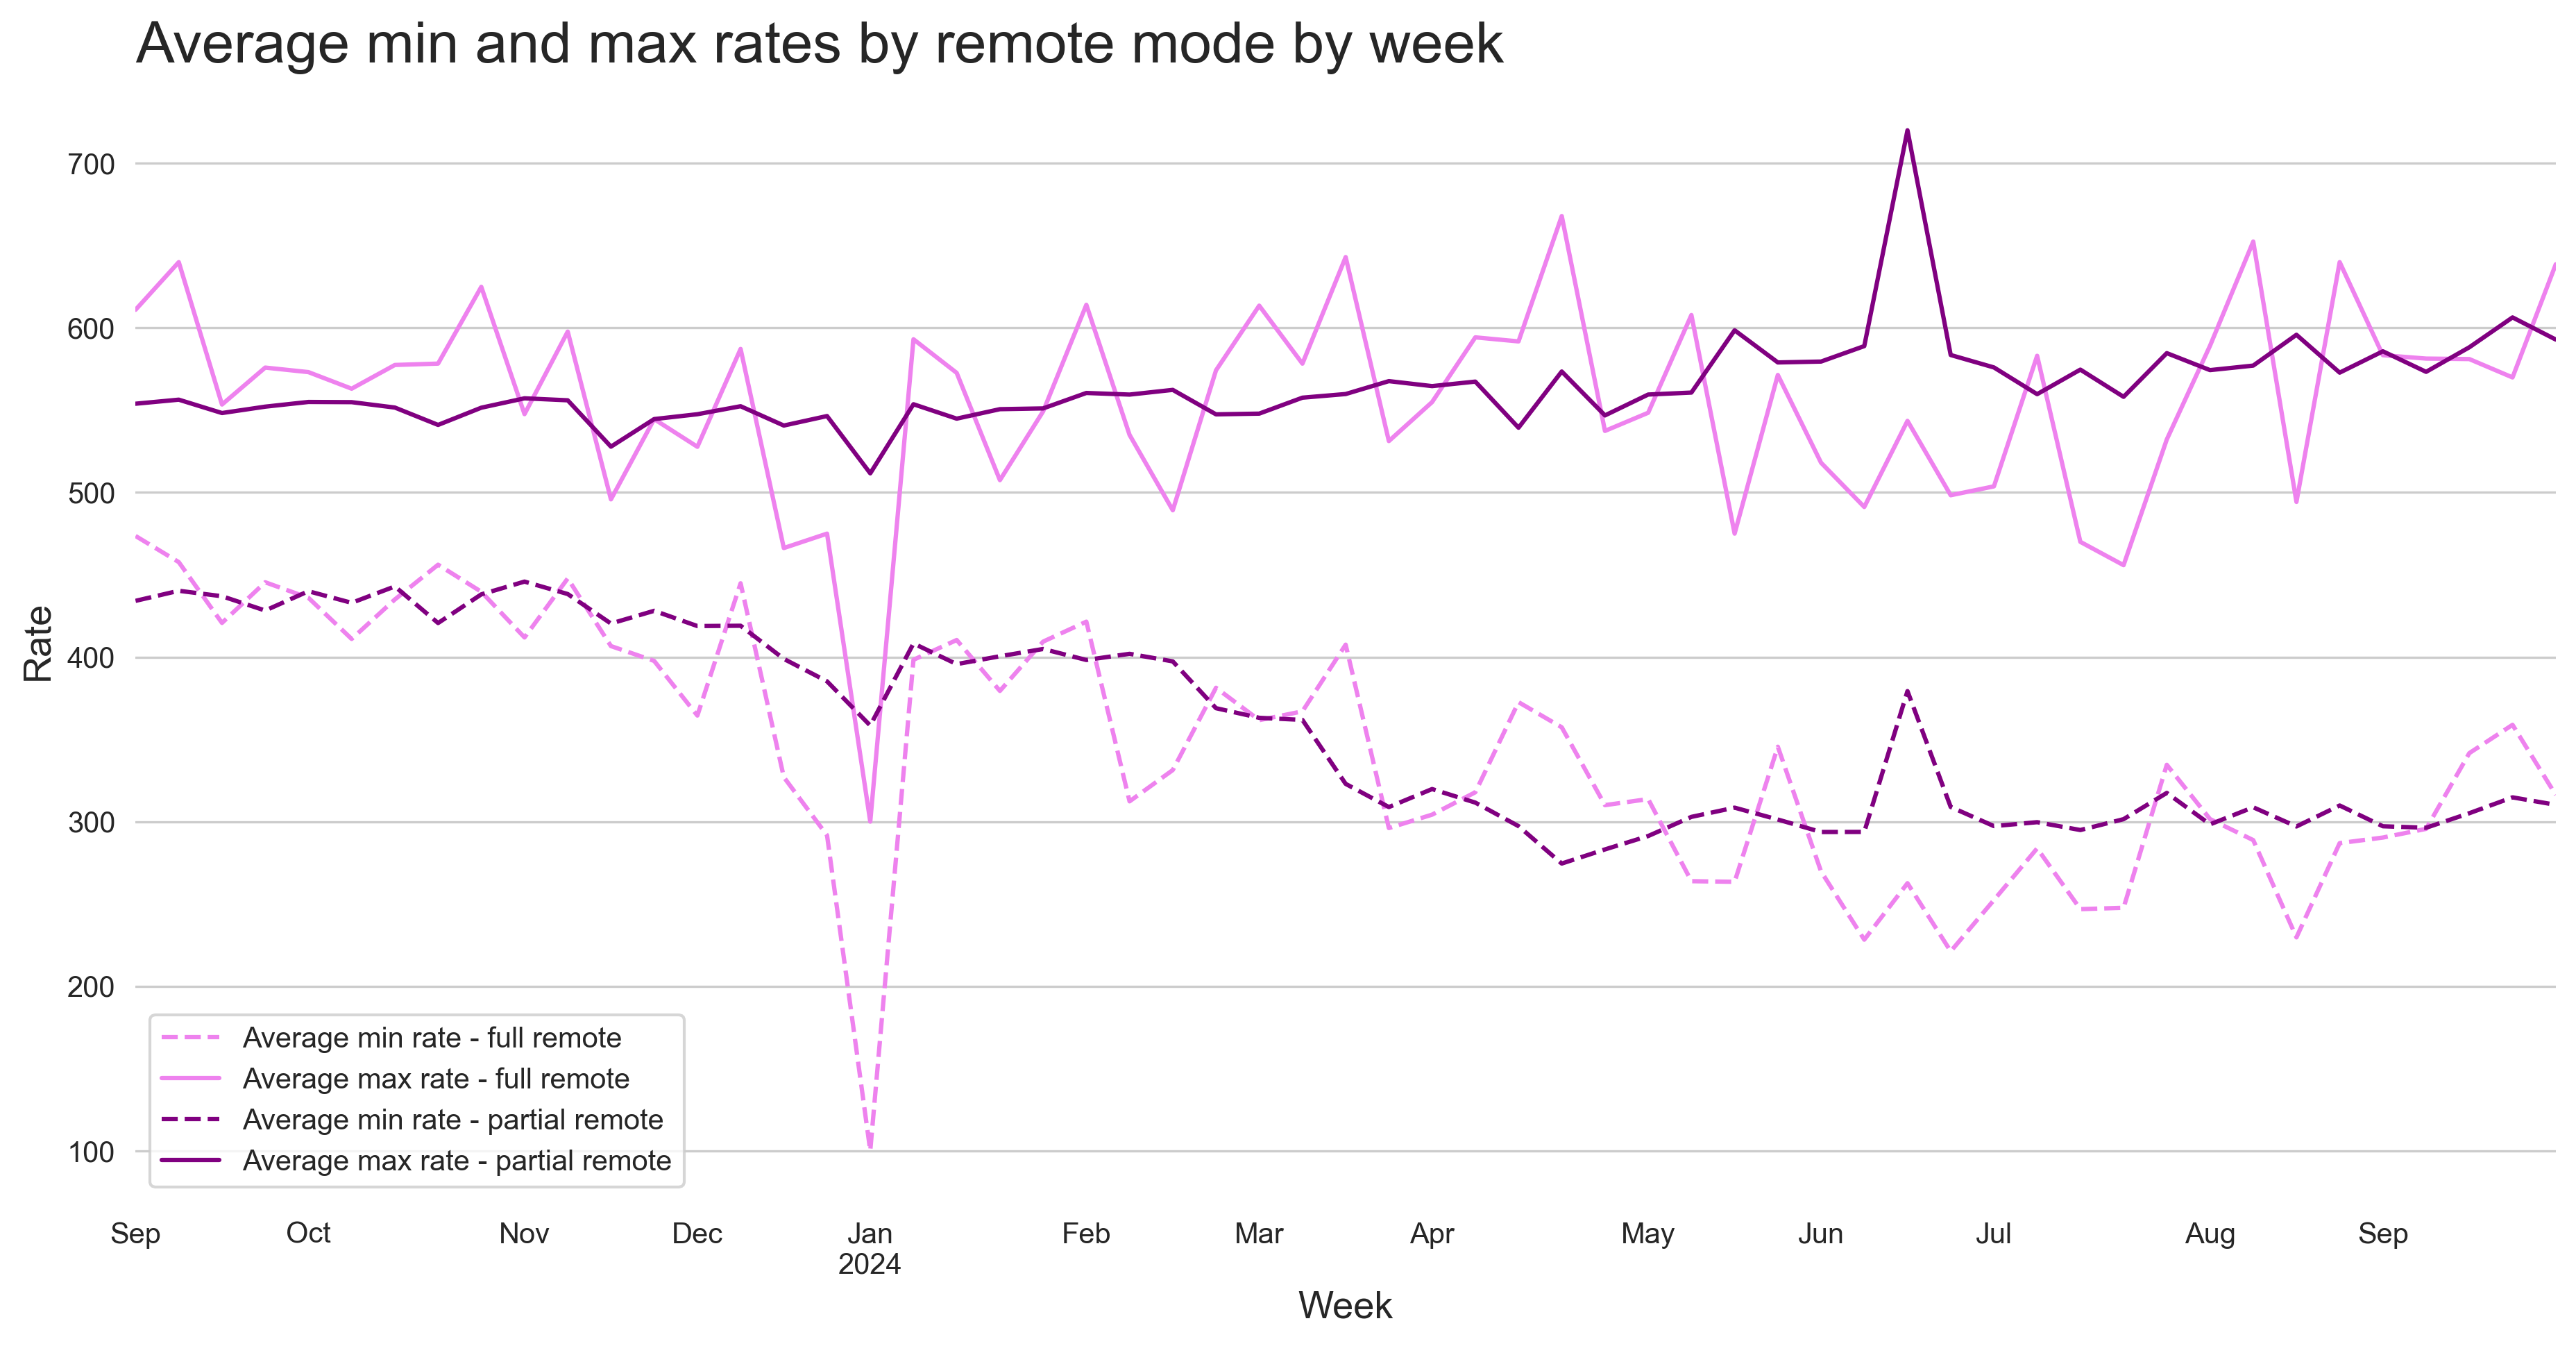 Average min and max rates by remote mode by week
700
600
500
400
300
200
100
Rate
Average min rate - full remote
Average max rate - full remote
Average min rate - partial remote
Average max rate - partial remote
Sep Oct Nov Dec Jan Feb Mar Apr May Jun Jul Aug Sep
2024
Week